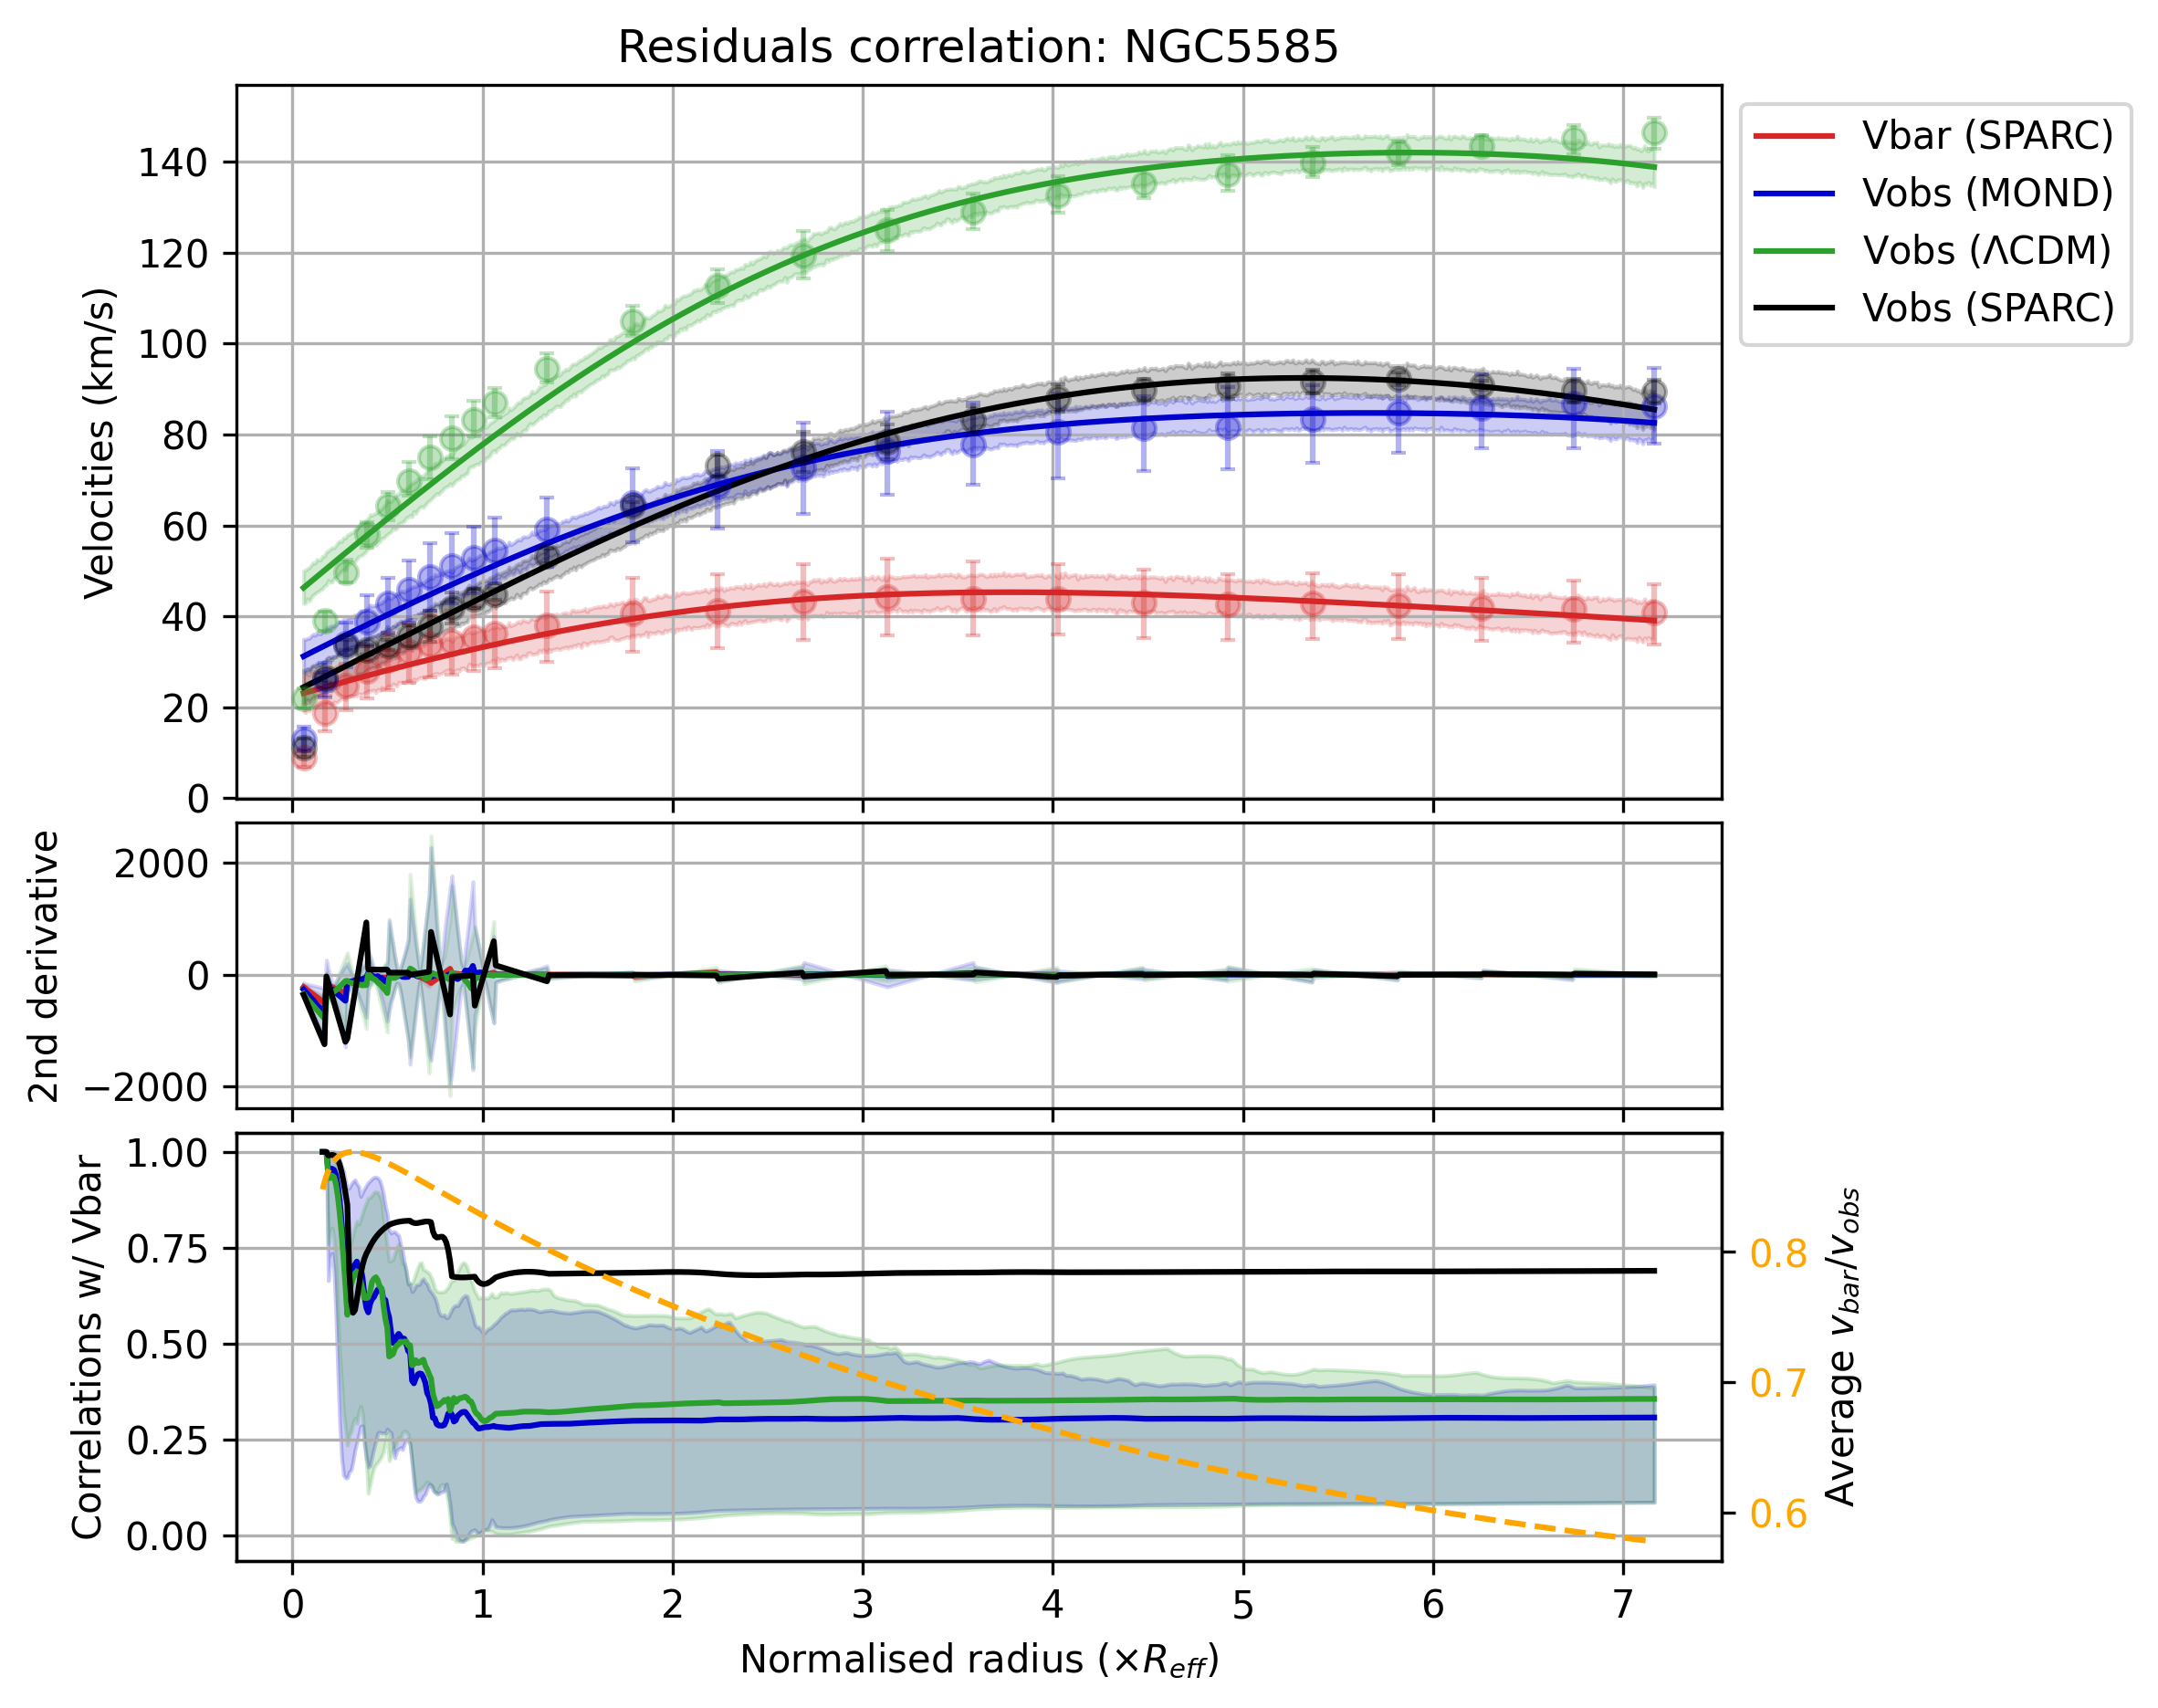 Residuals correlation: NGC5585
Velocities (km/s)
140
120
100
80
60
40
20
0
Vbar (SPARC)
Vobs (MOND)
Vobs (ΛCDM)
Vobs (SPARC)
2nd derivative
2000
0
−2000
Correlations w/ Vbar
1.00
0.75
0.50
0.25
0.00
0.8
0.7
0.6
Average v_bar/v_obs
0 1 2 3 4 5 6 7
Normalised radius (×R_eff)